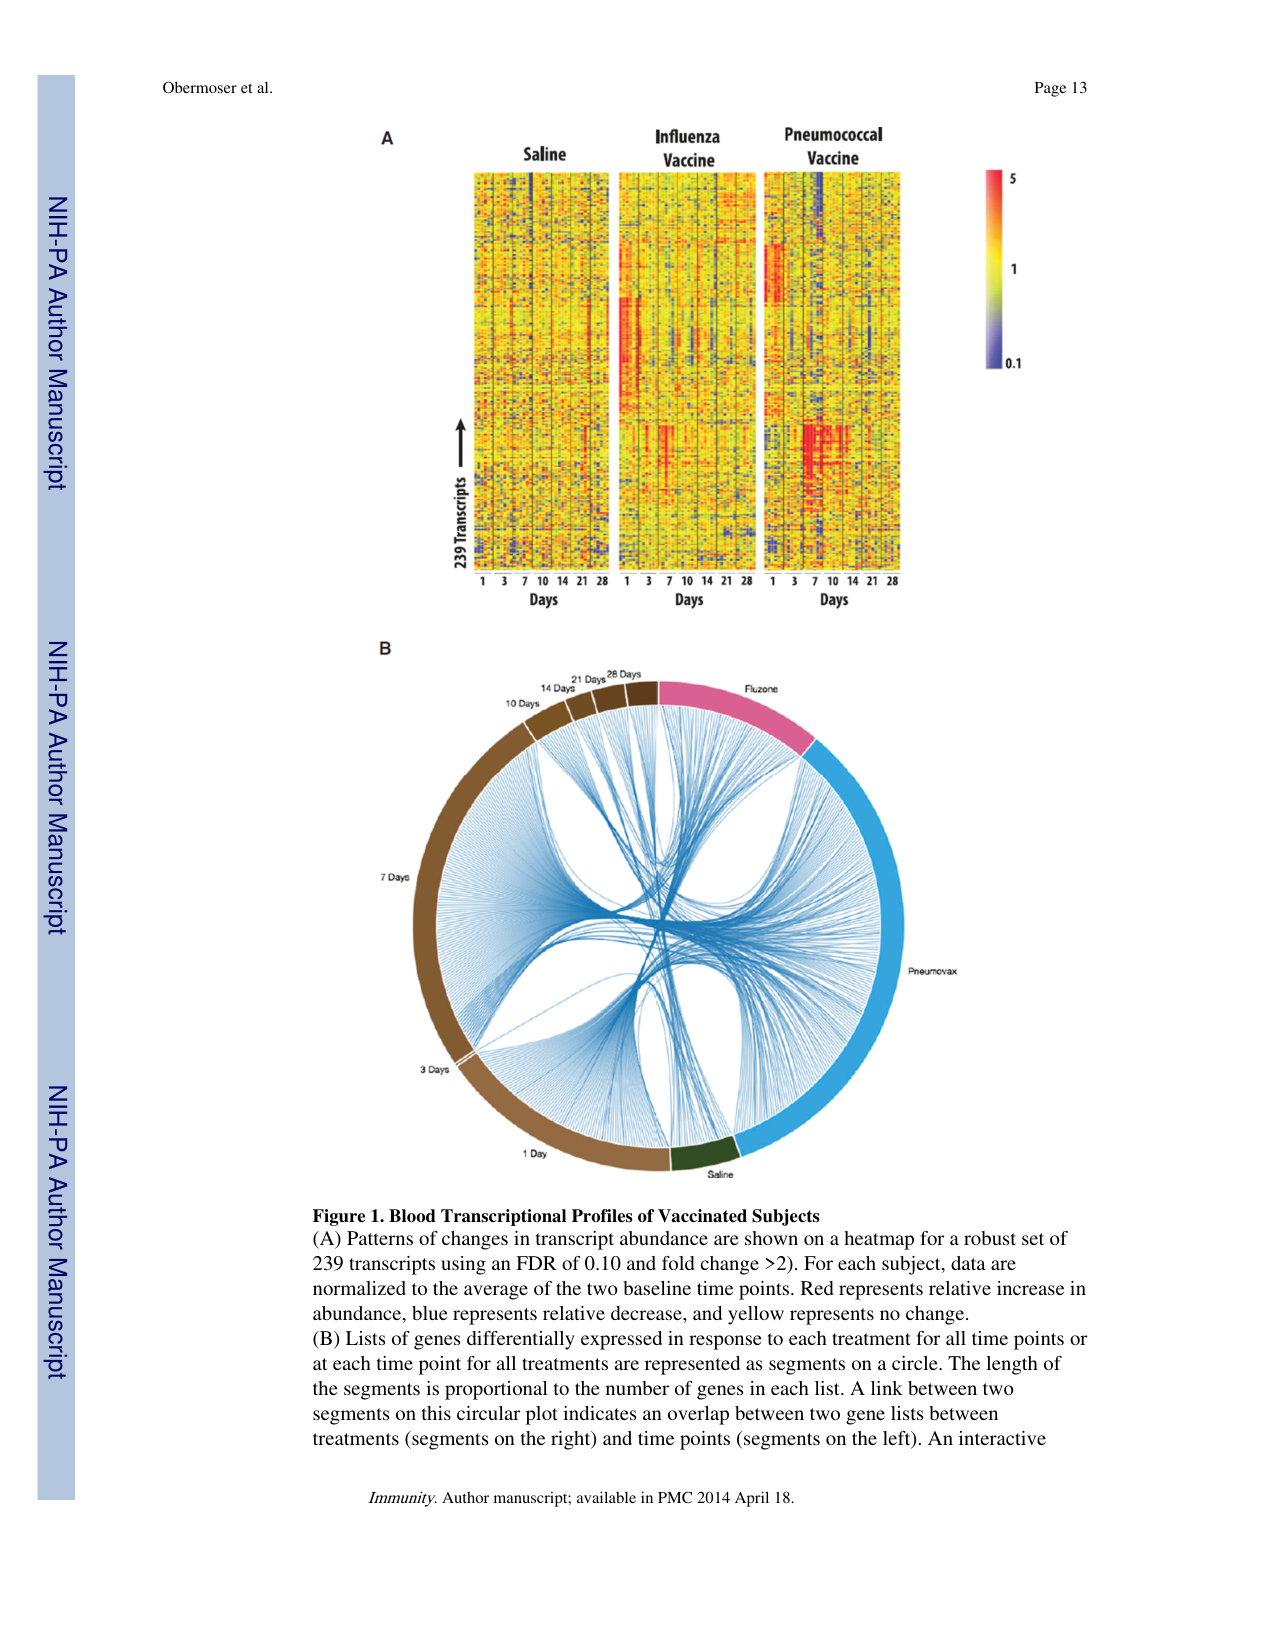 Obermoser et al.
Page 13
NIH-PA Author Manuscript
NIH-PA Author Manuscript
NIH-PA Author Manuscript
A
Saline
Influenza
Vaccine
Pneumococcal
Vaccine
5
1
0.1
239 Transcripts
1 3 7 10 14 21 28
1 3 7 10 14 21 28
1 3 7 10 14 21 28
Days
Days
Days
B
28 Days
21 Days
14 Days
10 Days
Fluzone
7 Days
Pneumovax
3 Days
1 Day
Saline
Figure 1. Blood Transcriptional Profiles of Vaccinated Subjects
(A) Patterns of changes in transcript abundance are shown on a heatmap for a robust set of
239 transcripts using an FDR of 0.10 and fold change >2). For each subject, data are
normalized to the average of the two baseline time points. Red represents relative increase in
abundance, blue represents relative decrease, and yellow represents no change.
(B) Lists of genes differentially expressed in response to each treatment for all time points or
at each time point for all treatments are represented as segments on a circle. The length of
the segments is proportional to the number of genes in each list. A link between two
segments on this circular plot indicates an overlap between two gene lists between
treatments (segments on the right) and time points (segments on the left). An interactive
Immunity. Author manuscript; available in PMC 2014 April 18.